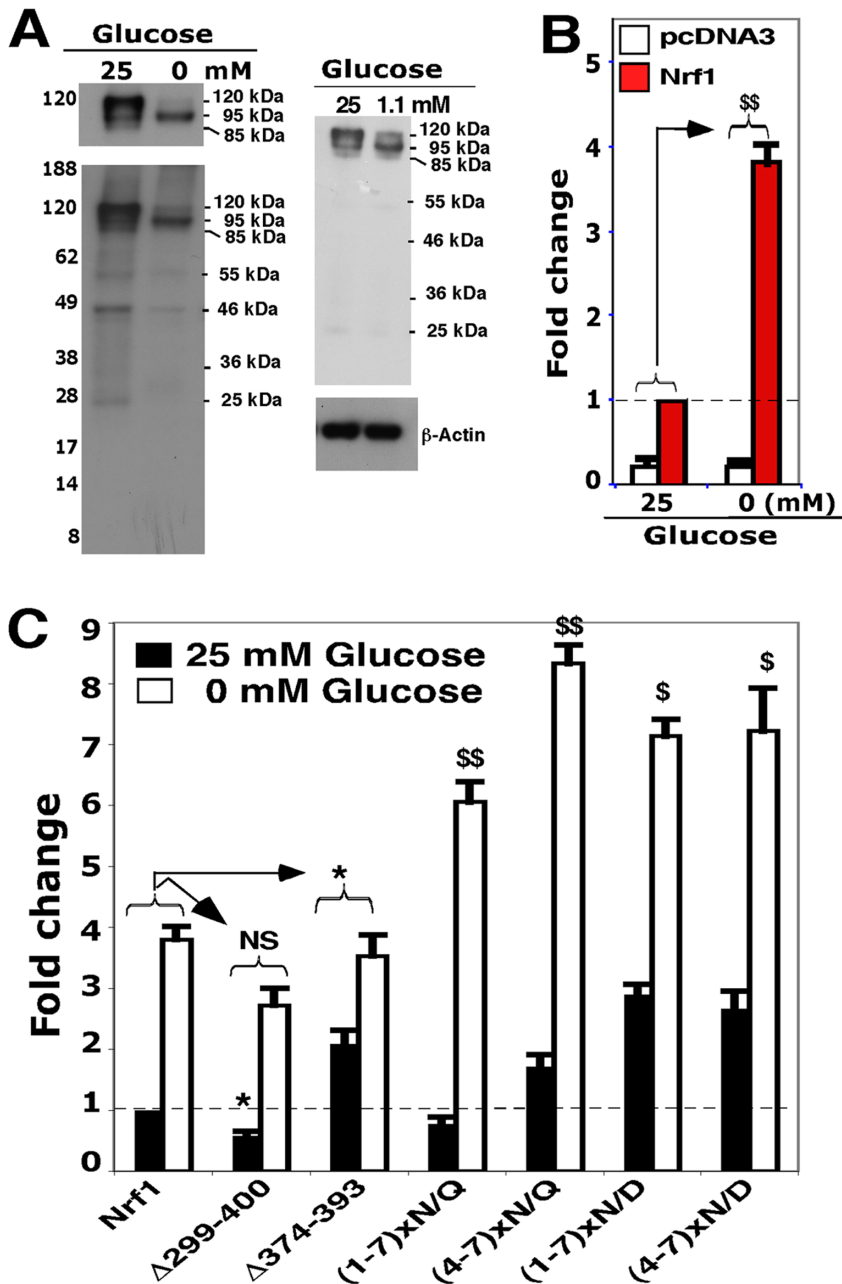 A
Glucose
25 0 mM
120
120 kDa
95 kDa
85 kDa
188
120
62
49
38
28
17
14
8
120 kDa
95 kDa
85 kDa
55 kDa
46 kDa
36 kDa
25 kDa
Glucose
25 1.1 mM
120 kDa
95 kDa
85 kDa
55 kDa
46 kDa
36 kDa
25 kDa
β-Actin
B
pcDNA3
Nrf1
$$
Fold change
5
4
3
2
1
0
25 0 (mM)
Glucose
C
25 mM Glucose
0 mM Glucose
Fold change
9
8
7
6
5
4
3
2
1
0
*
NS
*
$$
$$
$
$
Nrf1
Δ299-400
Δ374-393
(1-7)xN/Q
(4-7)xN/Q
(1-7)xN/D
(4-7)xN/D